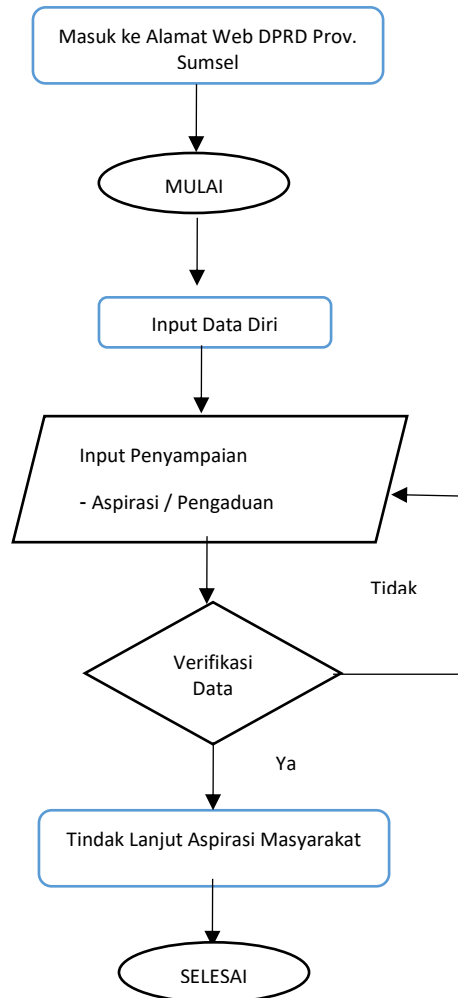 Masuk ke Alamat Web DPRD Prov.
Sumsel
MULAI
Input Data Diri
Input Penyampaian
- Aspirasi / Pengaduan
Tidak
Verifikasi
Data
Ya
Tindak Lanjut Aspirasi Masyarakat
SELESAI